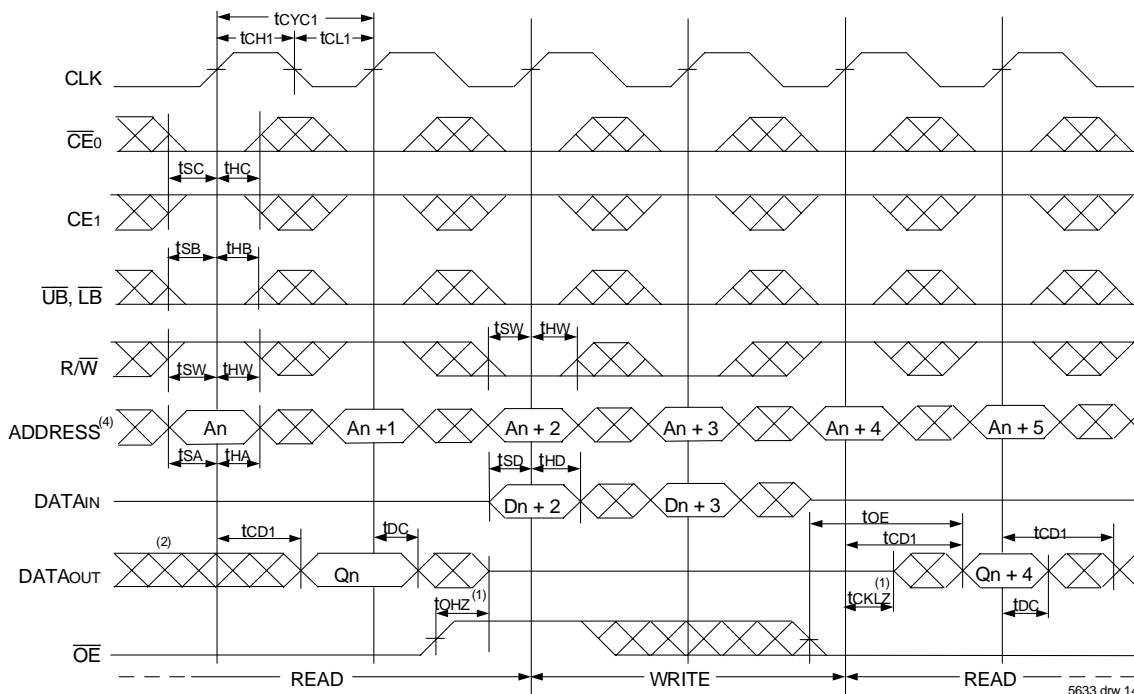 tCYC1
tCH1 tCL1
CLK
CE0
tSC tHC
CE1
tSB tHB
UB, LB
tSW tHW
R/W
tSW tHW
ADDRESS(4) An An +1 An + 2 An + 3 An + 4 An + 5
tSA tHA tSD tHD
DATAIN Dn + 2 Dn + 3
tOE
tCD1 tDC tCD1 tCD1
(2)
DATAOUT Qn Qn + 4
tOHZ(1) tCKLZ(1) tDC
OE
READ WRITE READ
5633 drw 14